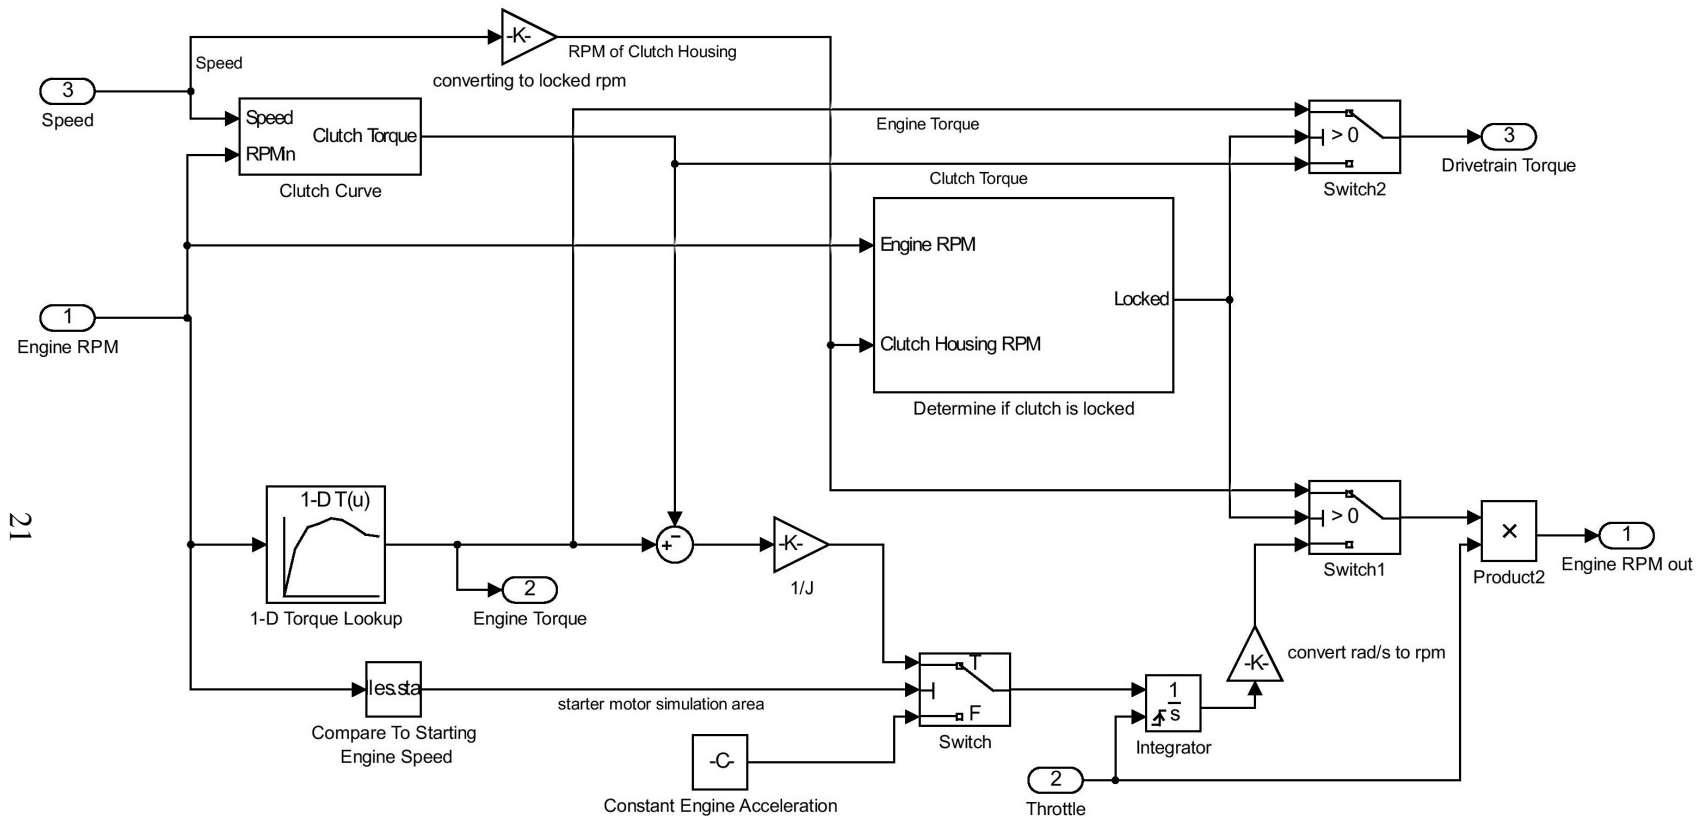 -K-
RPM of Clutch Housing
converting to locked rpm
Speed
3
Speed
Speed
Clutch Torque
RPMin
Clutch Curve
Engine Torque
Clutch Torque
> 0
Switch2
3
Drivetrain Torque
Engine RPM
Locked
Clutch Housing RPM
Determine if clutch is locked
1
Engine RPM
21
1-D T(u)
1-D Torque Lookup
2
Engine Torque
+
-
-K-
1/J
> 0
Switch1
×
Product2
1
Engine RPM out
les.sta
Compare To Starting
Engine Speed
starter motor simulation area
T
F
Switch
-C-
Constant Engine Acceleration
1
s
Integrator
-K-
convert rad/s to rpm
2
Throttle